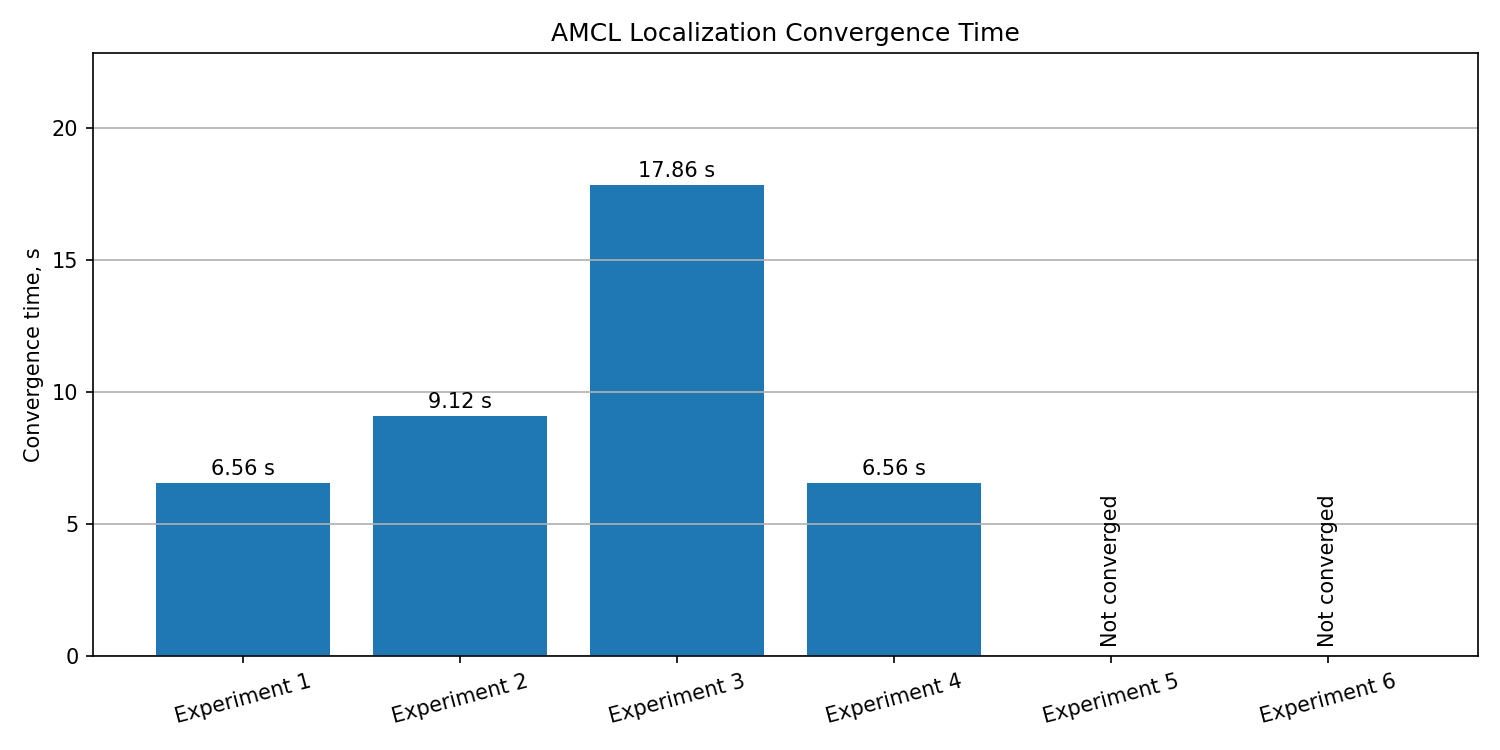 AMCL Localization Convergence Time
Convergence time, s
20
15
10
5
0
6.56 s
9.12 s
17.86 s
6.56 s
Not converged
Not converged
Experiment 1
Experiment 2
Experiment 3
Experiment 4
Experiment 5
Experiment 6